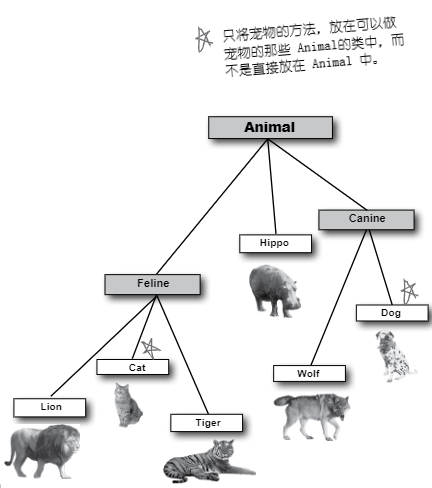 只将宠物的方法，放在可以做
宠物的那些 Animal的类中，而
不是直接放在 Animal 中。
Animal
Canine
Hippo
Feline
Dog
Cat
Wolf
Lion
Tiger